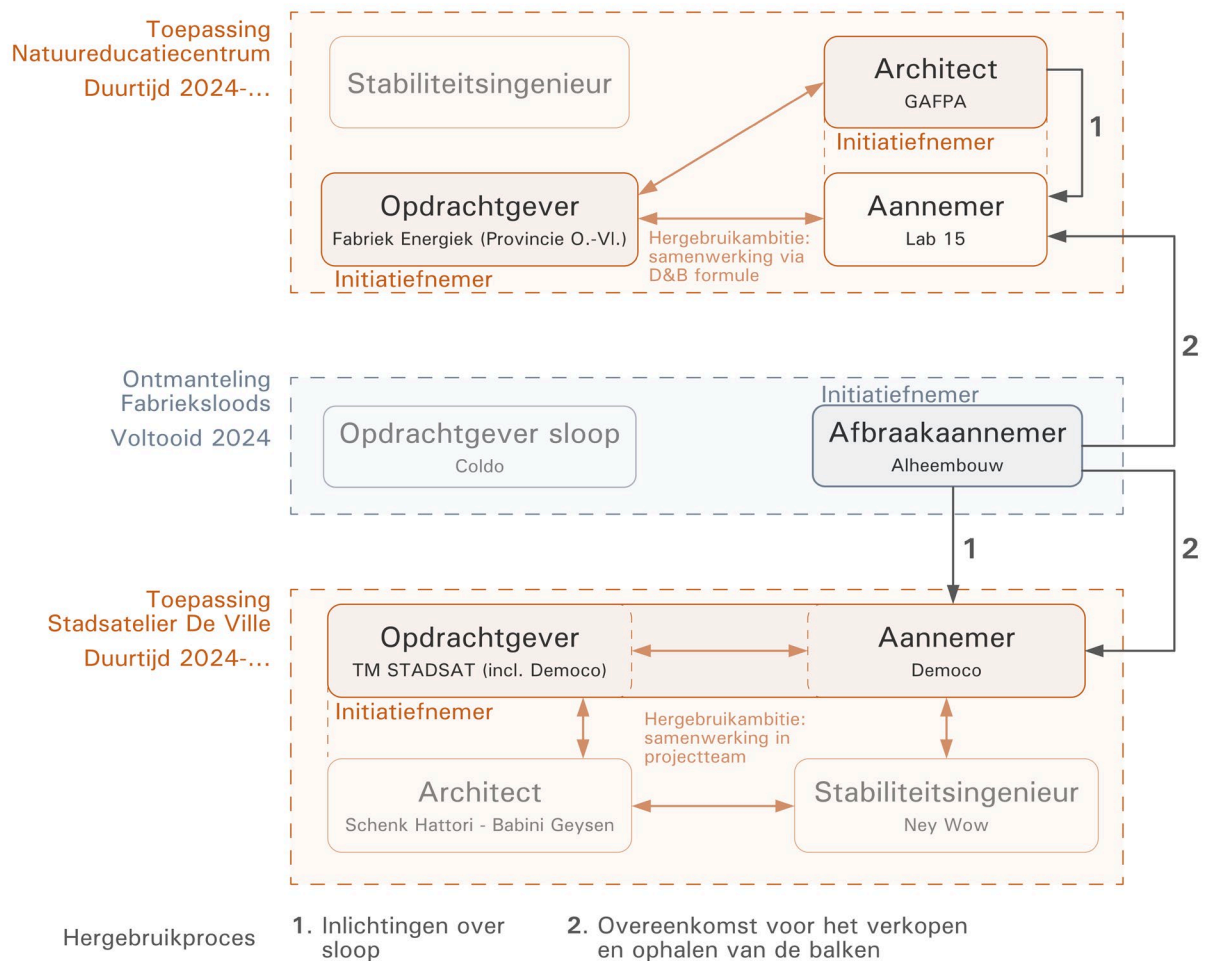 Toepassing
Natuureducatiecentrum
Duurtijd 2024-...
Stabiliteitsingenieur
Architect
GAFPA
Initiatiefnemer
1
Opdrachtgever
Fabriek Energiek (Provincie O.-Vl.)
Initiatiefnemer
Hergebruikambitie:
samenwerking via
D&B formule
Aannemer
Lab 15
2
Ontmanteling
Fabrieksloods
Voltooid 2024
Opdrachtgever sloop
Coldo
Initiatiefnemer
Afbraakaannemer
Alheembouw
1
2
Toepassing
Stadsatelier De Ville
Duurtijd 2024-...
Opdrachtgever
TM STADSAT (incl. Democo)
Aannemer
Democo
Initiatiefnemer
Hergebruikambitie:
samenwerking in
projectteam
Architect
Schenk Hattori - Babini Geysen
Stabiliteitsingenieur
Ney Wow
Hergebruikproces
1. Inlichtingen over
sloop
2. Overeenkomst voor het verkopen
en ophalen van de balken